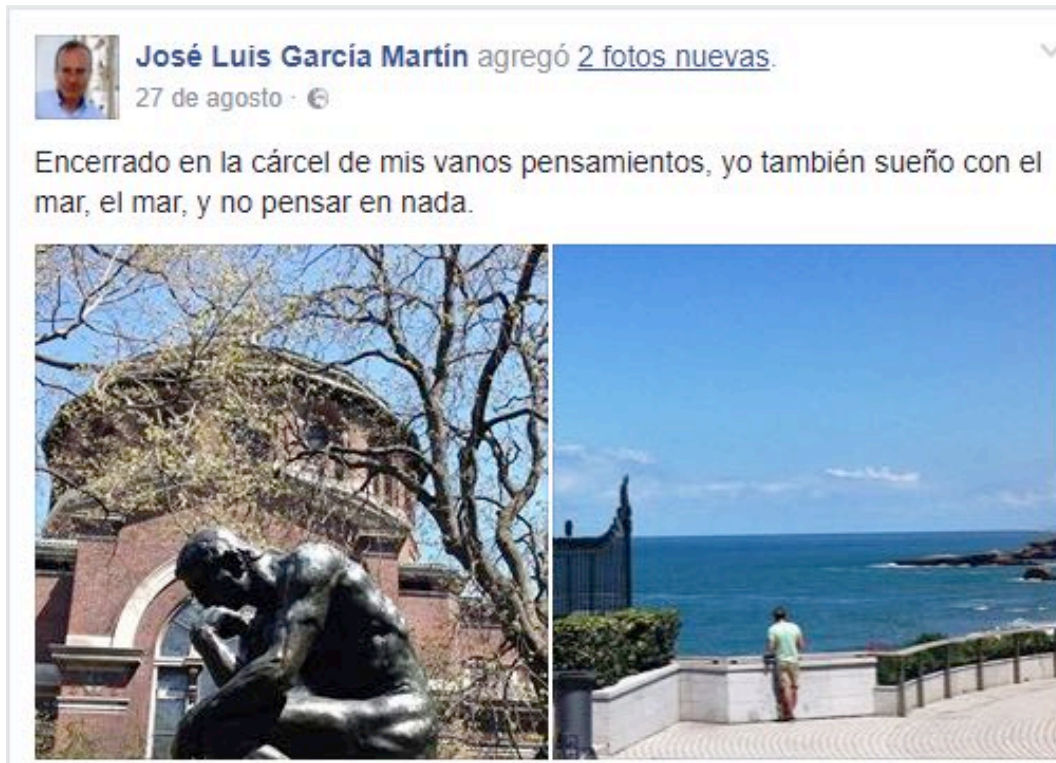 José Luis García Martín agregó 2 fotos nuevas.
27 de agosto ·
Encerrado en la cárcel de mis vanos pensamientos, yo también sueño con el
mar, el mar, y no pensar en nada.